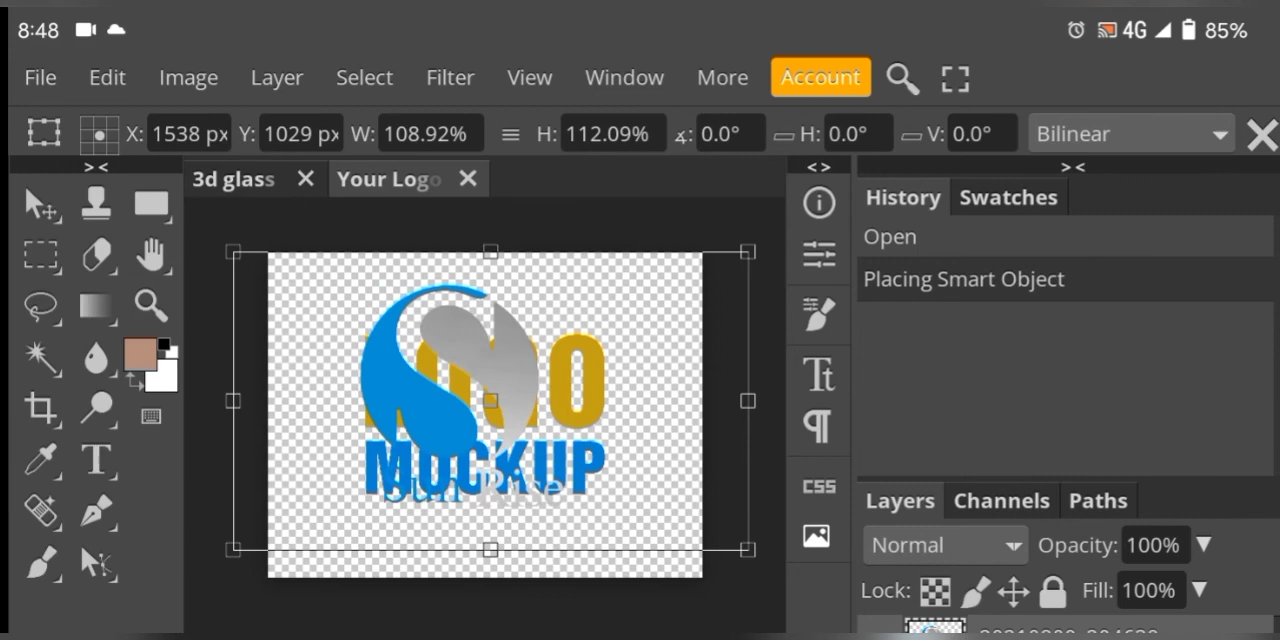 8:48 4G 85%
File Edit Image Layer Select Filter View Window More Account
X: 1538 px Y: 1029 px W: 108.92% H: 112.09% 0.0° H: 0.0° V: 0.0° Bilinear
> < < > > <
3d glass Your Logo
History Swatches
Open
Placing Smart Object
MOCKUP
Sun Rise
T
Tt
¶
CSS
Layers Channels Paths
Normal Opacity: 100%
Lock: Fill: 100%